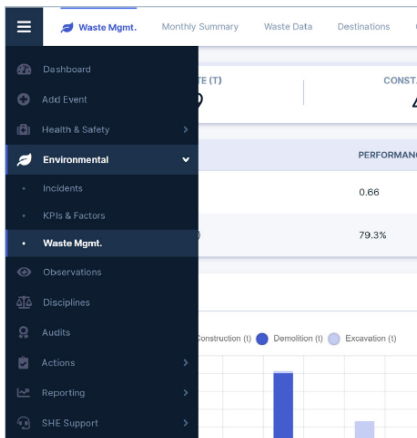 Waste Mgmt. Monthly Summary Waste Data Destinations
Dashboard
Add Event
Health & Safety
Environmental
Incidents
KPIs & Factors
Waste Mgmt.
Observations
Disciplines
Audits
Actions
Reporting
SHE Support
TE (T) CONST.
PERFORMANC
0.66
79.3%
Construction (t) Demolition (t) Excavation (t)